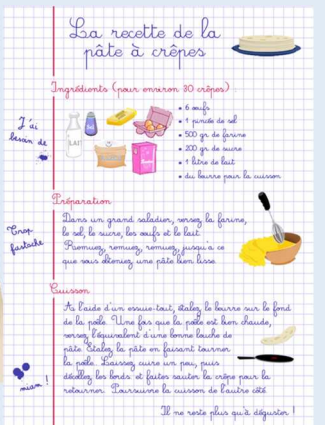 La recette de la
pâte à crêpes
Ingrédients (pour environ 30 crêpes) :
J'ai
besoin de
LAIT
• 6 oeufs
• 1 pincée de sel
• 500 gr de farine
• 200 gr de sucre
• 1 litre de lait
• du beurre pour la cuisson
Préparation
Trop
fastoche
Dans un grand saladier, versez la farine,
le sel, le sucre, les oeufs et le lait.
Remuez, remuez, remuez, jusqu'à ce
que vous obteniez une pâte bien lisse.
Cuisson
A l'aide d'un essuie-tout, étalez le beurre sur le fond
de la poêle. Une fois que la poêle est bien chaude,
versez l'équivalent d'une bonne louche de
pâte. Etalez la pâte en faisant tourner
la poêle. Laissez cuire un peu, puis
décollez les bords et faites sauter la crêpe pour la
retourner. Poursuivre la cuisson de l'autre côté.
miam !
Il ne reste plus qu'à déguster !